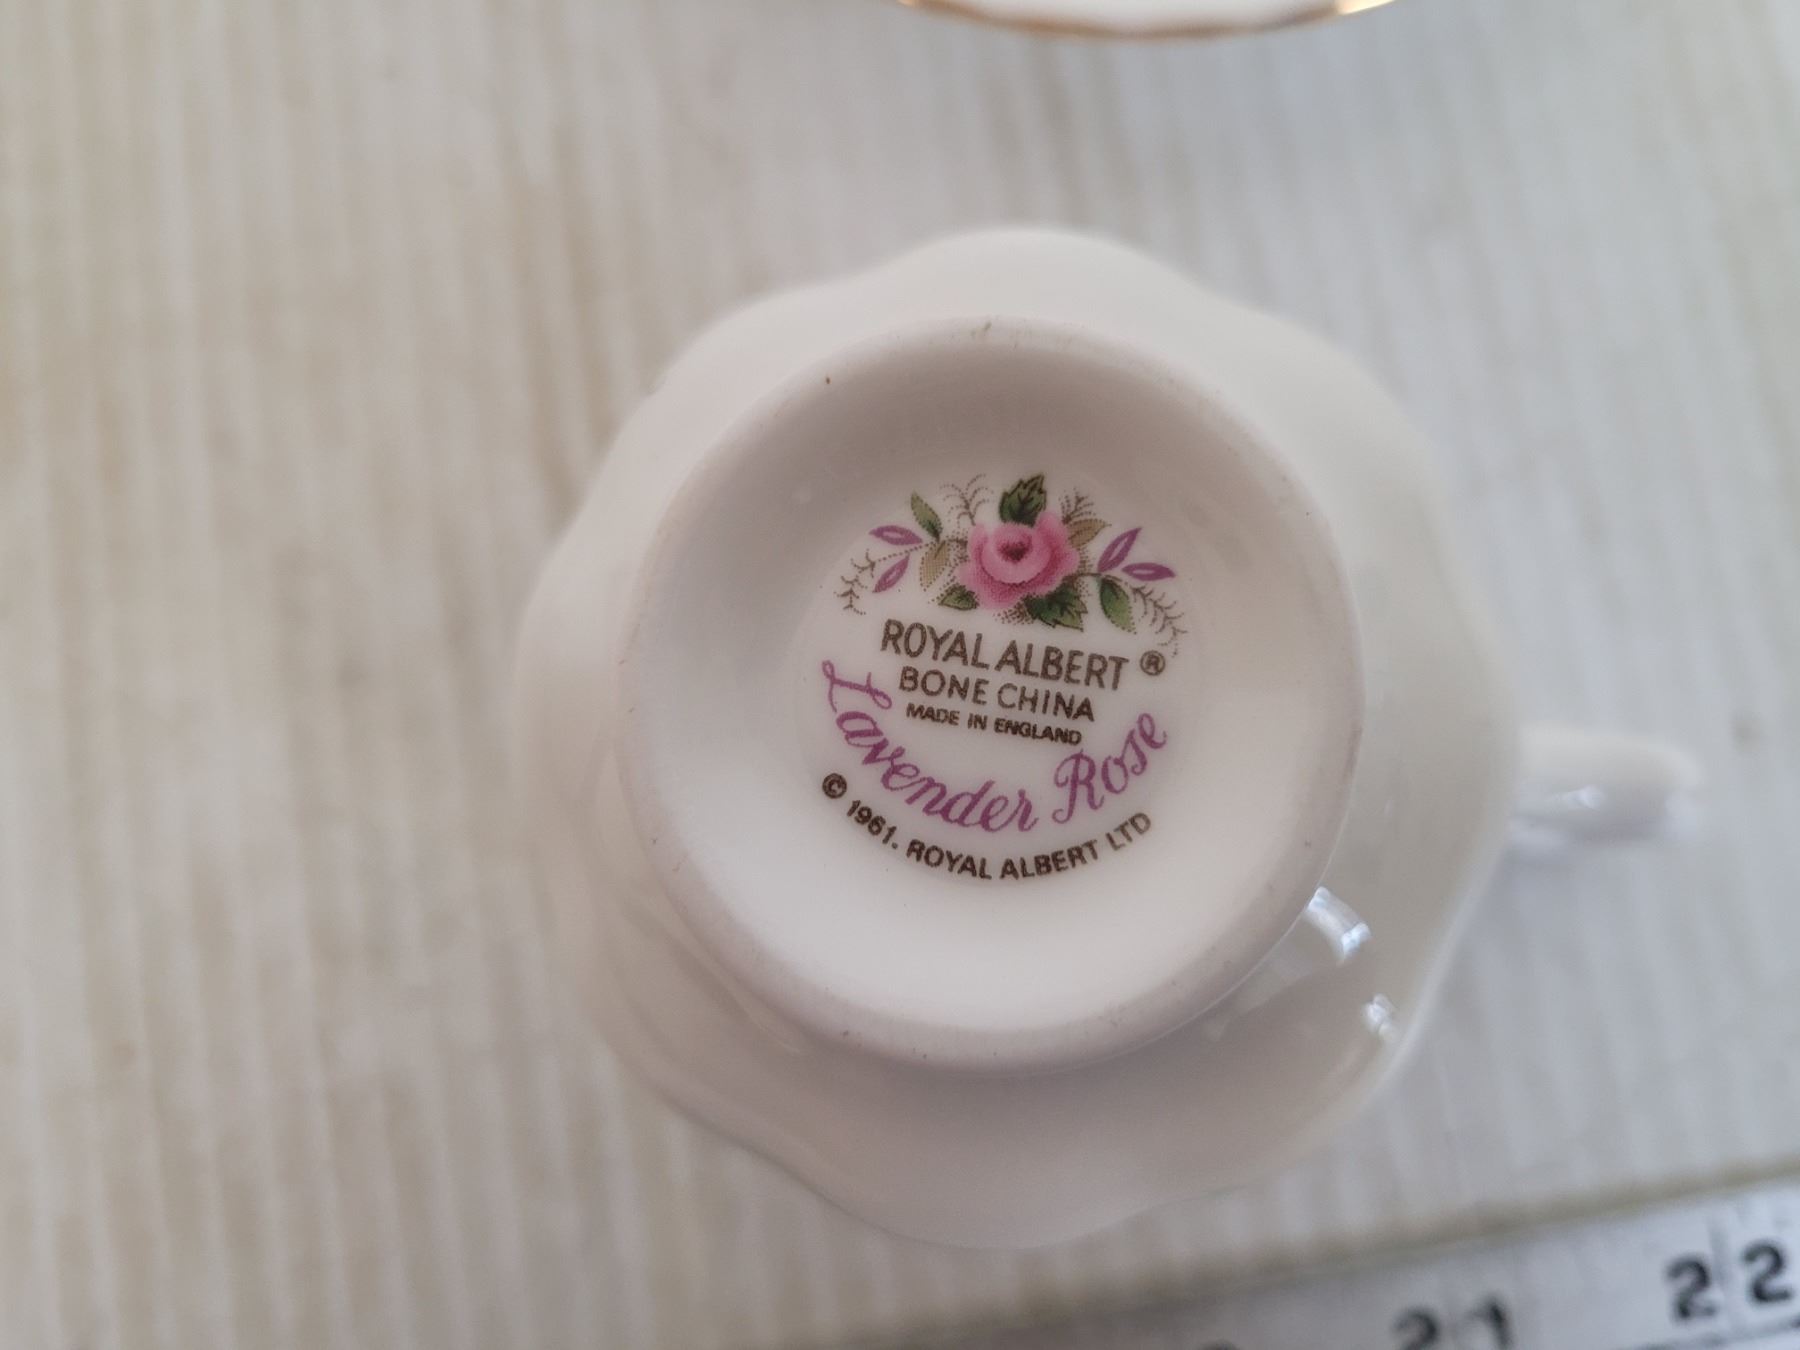 ROYAL ALBERT ®
BONE CHINA
MADE IN ENGLAND
Lavender Rose
© 1961. ROYAL ALBERT LTD
21 22